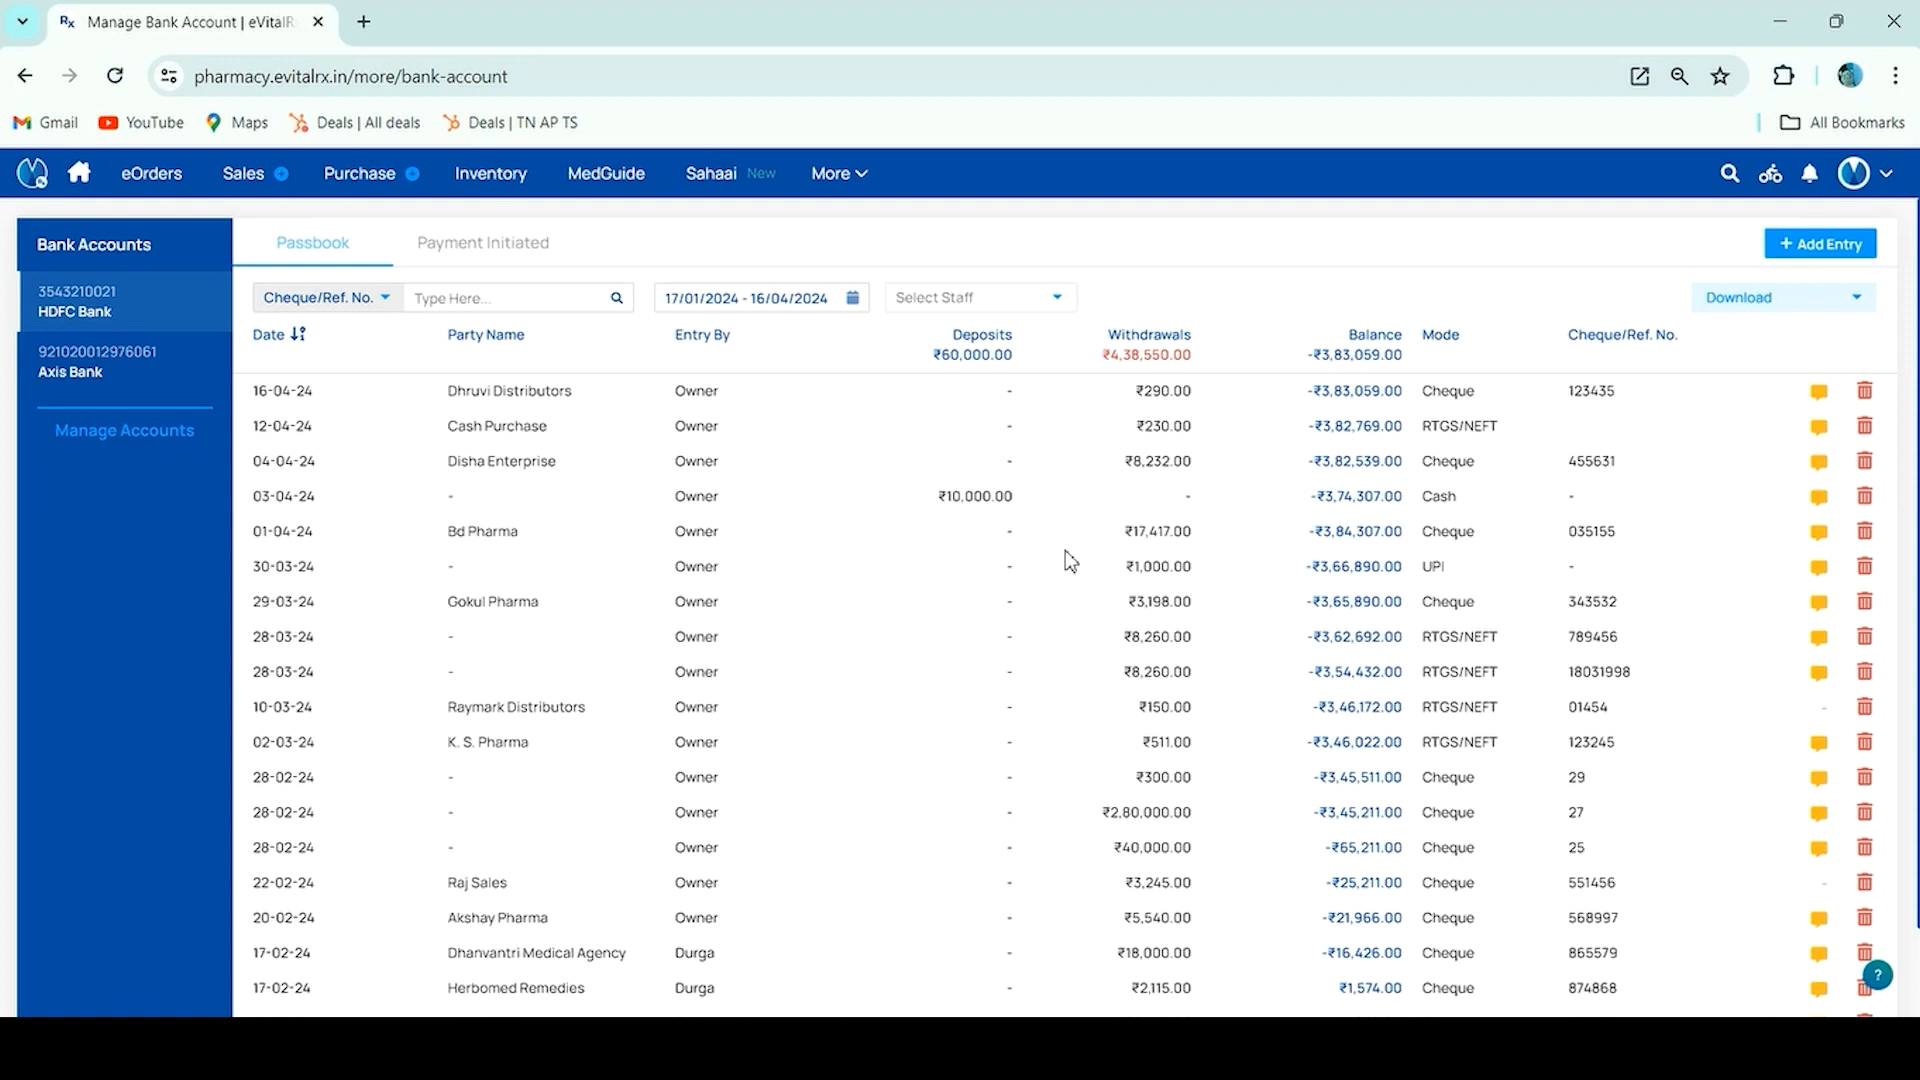 Rx Manage Bank Account | eVitalR
pharmacy.evitalrx.in/more/bank-account
Gmail YouTube Maps Deals | All deals Deals | TN AP TS All Bookmarks
eOrders Sales Purchase Inventory MedGuide Sahaai New More
Bank Accounts Passbook Payment Initiated + Add Entry
3543210021
HDFC Bank
921020012976061
Axis Bank
Manage Accounts
Cheque/Ref. No. Type Here... 17/01/2024 - 16/04/2024 Select Staff Download
Date Party Name Entry By Deposits Withdrawals Balance Mode Cheque/Ref. No.
₹60,000.00 ₹4,38,550.00 -₹3,83,059.00
16-04-24 Dhruvi Distributors Owner - ₹290.00 -₹3,83,059.00 Cheque 123435
12-04-24 Cash Purchase Owner - ₹230.00 -₹3,82,769.00 RTGS/NEFT
04-04-24 Disha Enterprise Owner - ₹8,232.00 -₹3,82,539.00 Cheque 455631
03-04-24 - Owner ₹10,000.00 - -₹3,74,307.00 Cash -
01-04-24 Bd Pharma Owner - ₹17,417.00 -₹3,84,307.00 Cheque 035155
30-03-24 - Owner - ₹1,000.00 -₹3,66,890.00 UPI -
29-03-24 Gokul Pharma Owner - ₹3,198.00 -₹3,65,890.00 Cheque 343532
28-03-24 - Owner - ₹8,260.00 -₹3,62,692.00 RTGS/NEFT 789456
28-03-24 - Owner - ₹8,260.00 -₹3,54,432.00 RTGS/NEFT 18031998
10-03-24 Raymark Distributors Owner - ₹150.00 -₹3,46,172.00 RTGS/NEFT 01454 -
02-03-24 K. S. Pharma Owner - ₹511.00 -₹3,46,022.00 RTGS/NEFT 123245
28-02-24 - Owner - ₹300.00 -₹3,45,511.00 Cheque 29
28-02-24 - Owner - ₹2,80,000.00 -₹3,45,211.00 Cheque 27
28-02-24 - Owner - ₹40,000.00 -₹65,211.00 Cheque 25
22-02-24 Raj Sales Owner - ₹3,245.00 -₹25,211.00 Cheque 551456 -
20-02-24 Akshay Pharma Owner - ₹5,540.00 -₹21,966.00 Cheque 568997
17-02-24 Dhanvantri Medical Agency Durga - ₹18,000.00 -₹16,426.00 Cheque 865579
17-02-24 Herbomed Remedies Durga - ₹2,115.00 ₹1,574.00 Cheque 874868
?